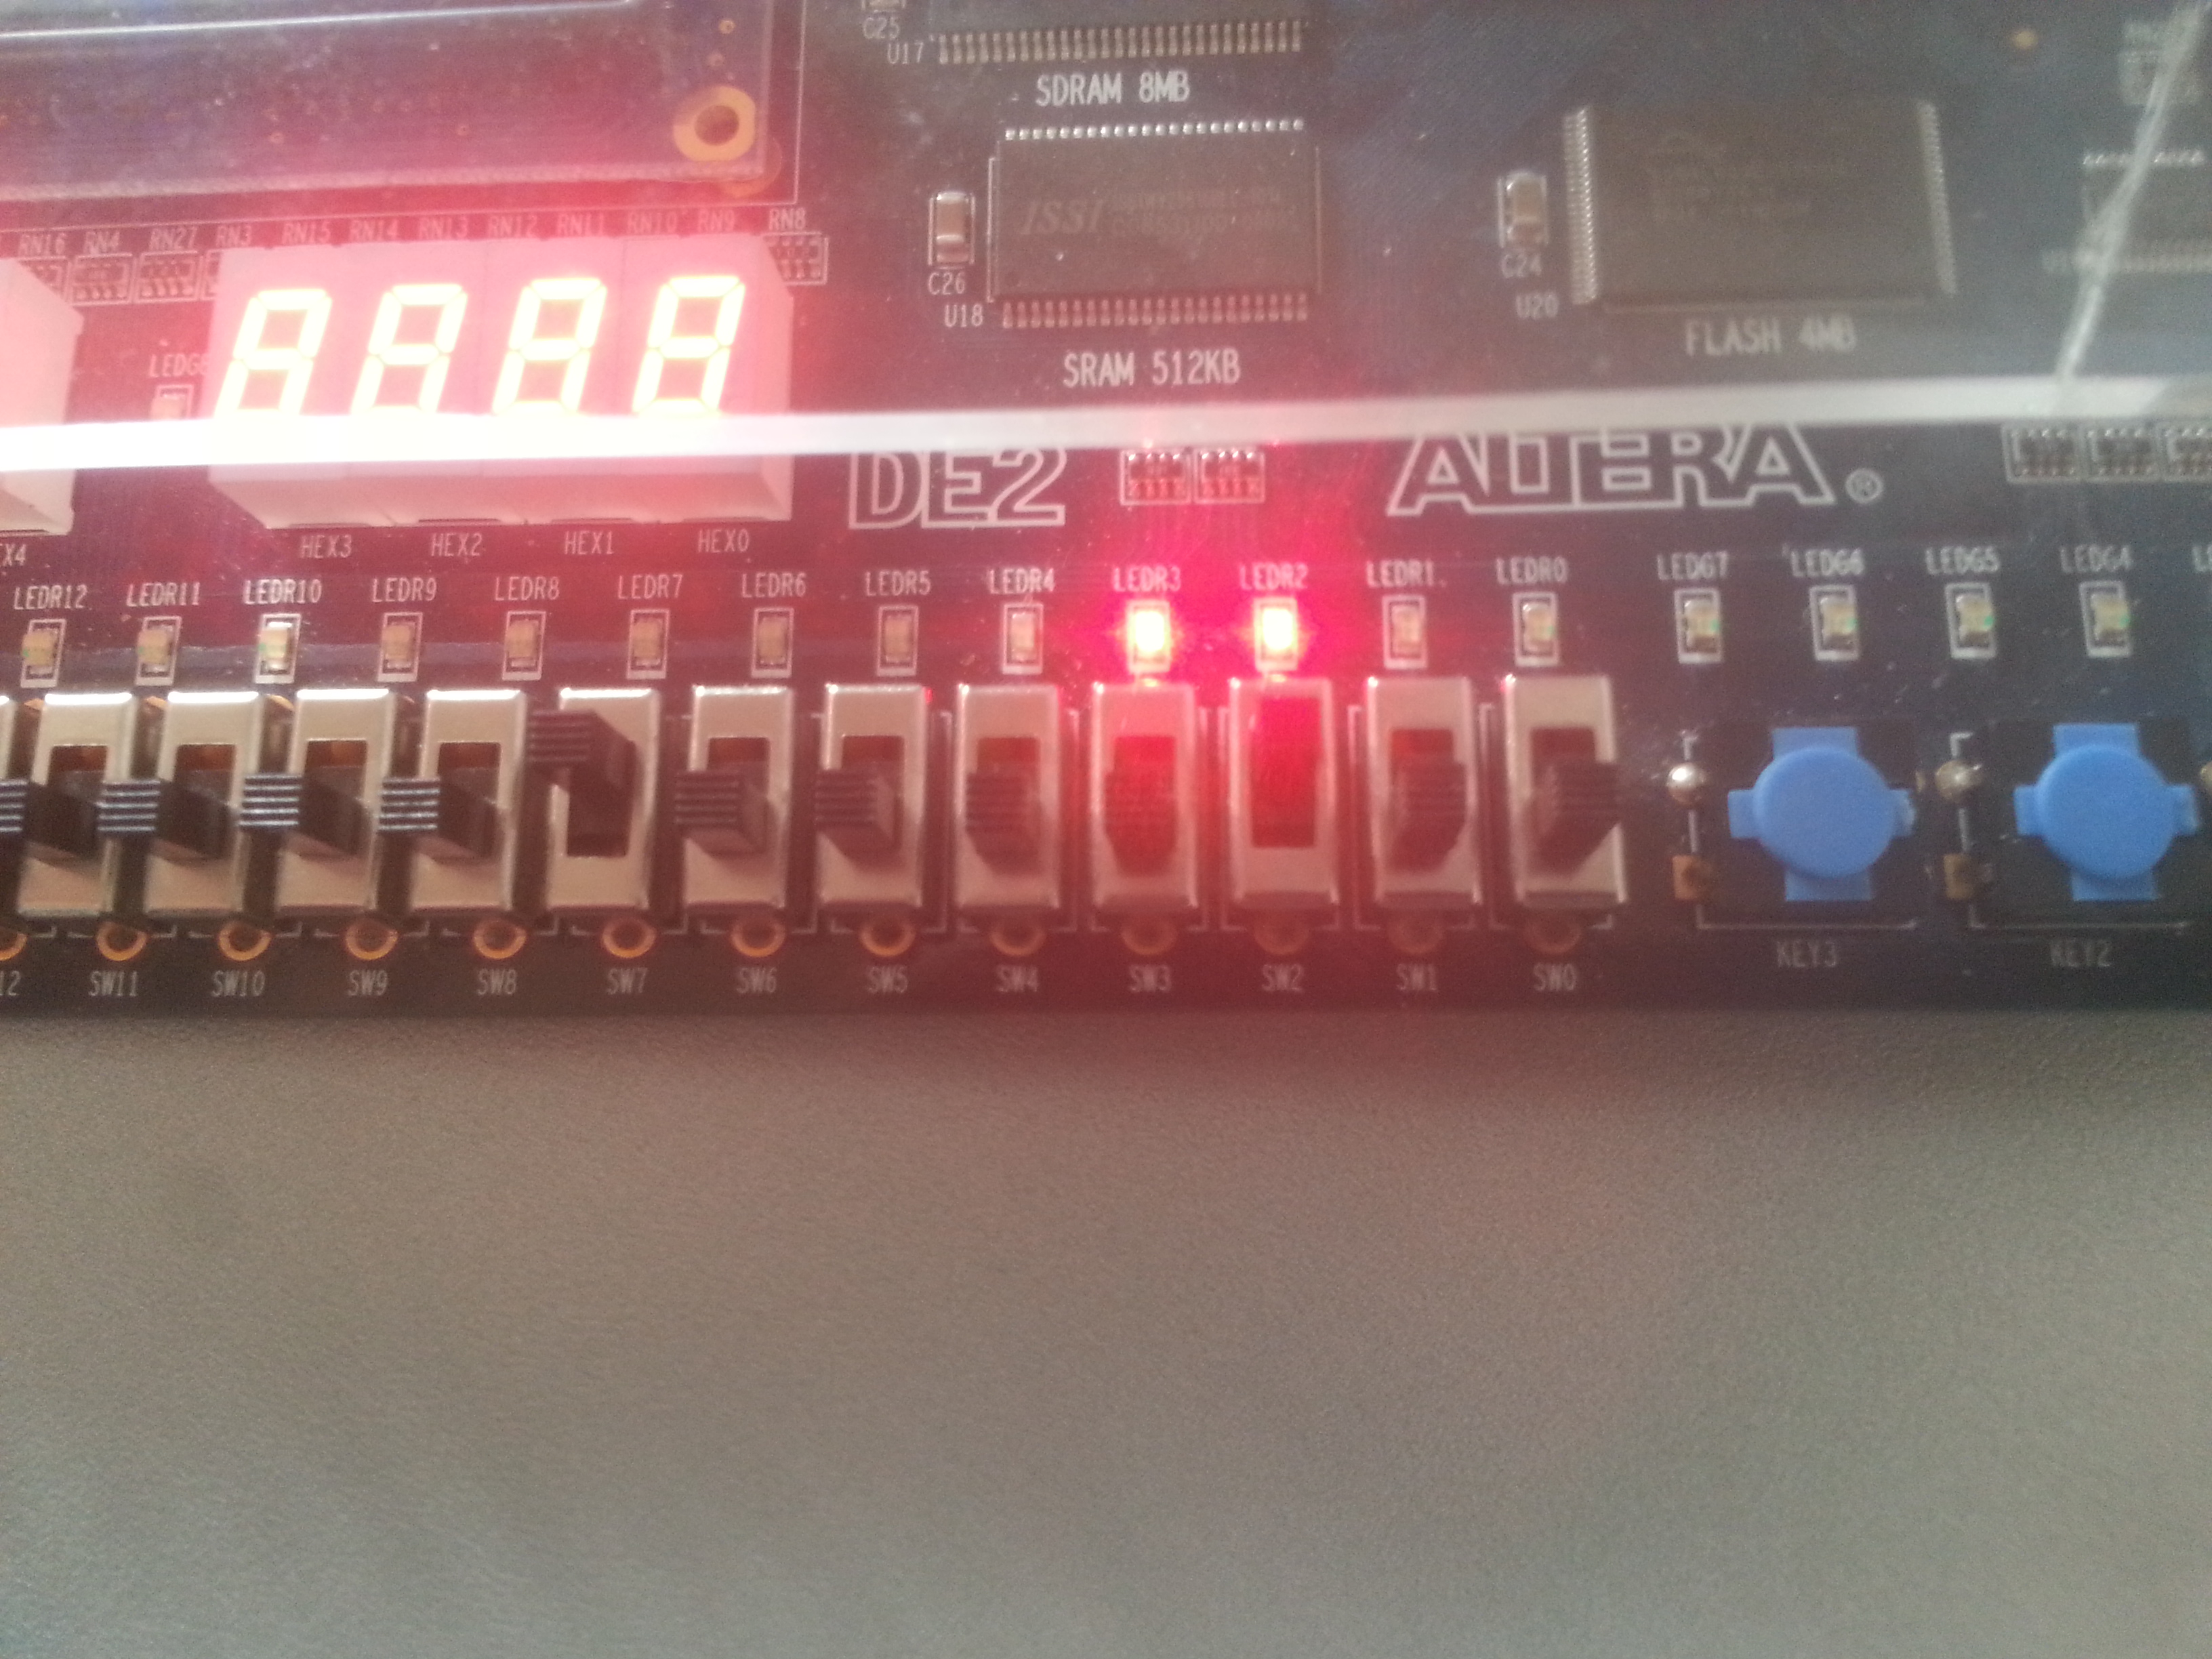 C25
U17
SDRAM 8MB
RN16 RN4 RN27 RN3 RN15 RN14 RN13 RN12 RN11 RN10 RN9 RN8
ISSI
C26
U18
C24
U20
SRAM 512KB
FLASH 4MB
8888
DE2
ALTERA ®
HEX3 HEX2 HEX1 HEX0
LEDR12 LEDR11 LEDR10 LEDR9 LEDR8 LEDR7 LEDR6 LEDR5 LEDR4 LEDR3 LEDR2 LEDR1 LEDR0 LEDG7 LEDG6 LEDG5 LEDG4
12 SW11 SW10 SW9 SW8 SW7 SW6 SW5 SW4 SW3 SW2 SW1 SW0 KEY3 KEY2